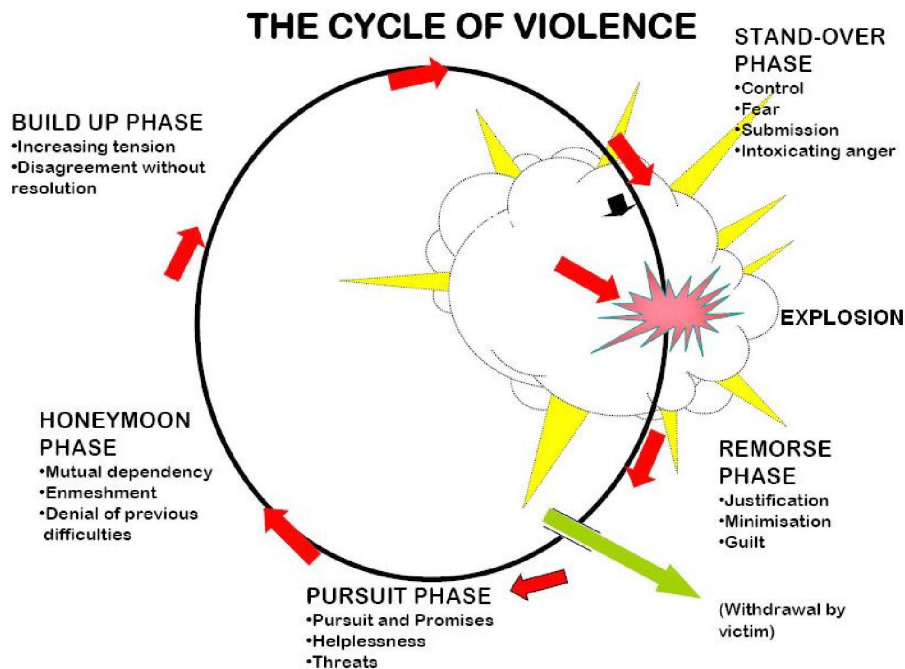 THE CYCLE OF VIOLENCE
STAND-OVER
PHASE
•Control
•Fear
•Submission
•Intoxicating anger
BUILD UP PHASE
•Increasing tension
•Disagreement without
resolution
EXPLOSION
HONEYMOON
PHASE
•Mutual dependency
•Enmeshment
•Denial of previous
difficulties
REMORSE
PHASE
•Justification
•Minimisation
•Guilt
PURSUIT PHASE
•Pursuit and Promises
•Helplessness
•Threats
(Withdrawal by
victim)